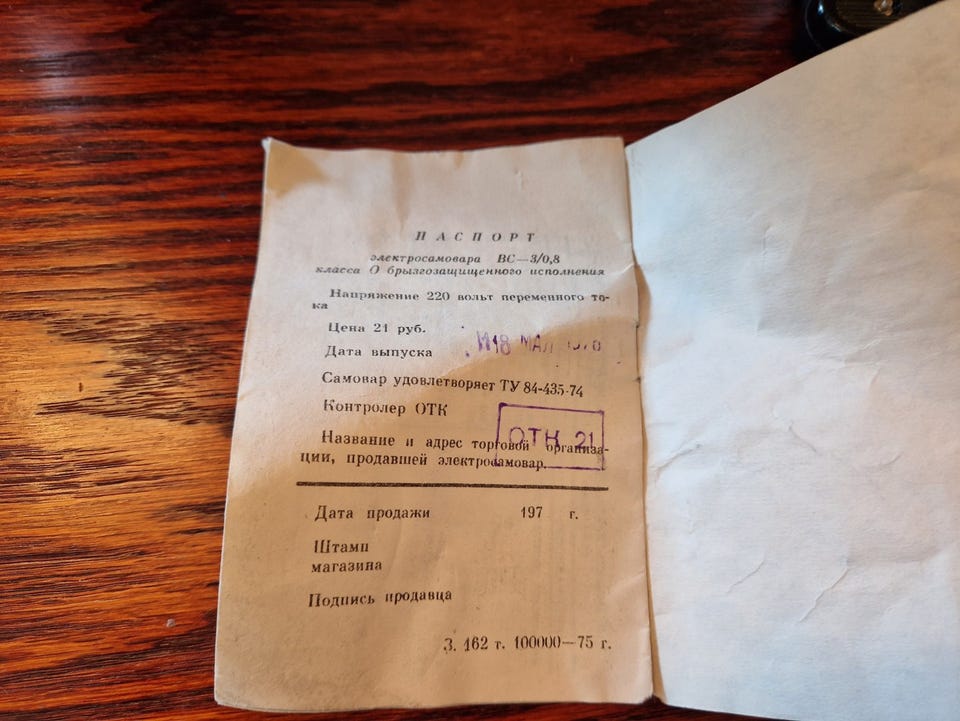 ПАСПОРТ
электросамовара ВС—3/0,8
класса О брызгозащищенного исполнения
Напряжение 220 вольт переменного то-
ка
Цена 21 руб.
Дата выпуска 18 МАЯ
Самовар удовлетворяет ТУ 84-435-74
Контролер ОТК
ОТК 21
Название и адрес торговой организа-
ции, продавшей электросамовар.
Дата продажи 197 г.
Штамп
магазина
Подпись продавца
З. 162 т. 100000—75 г.